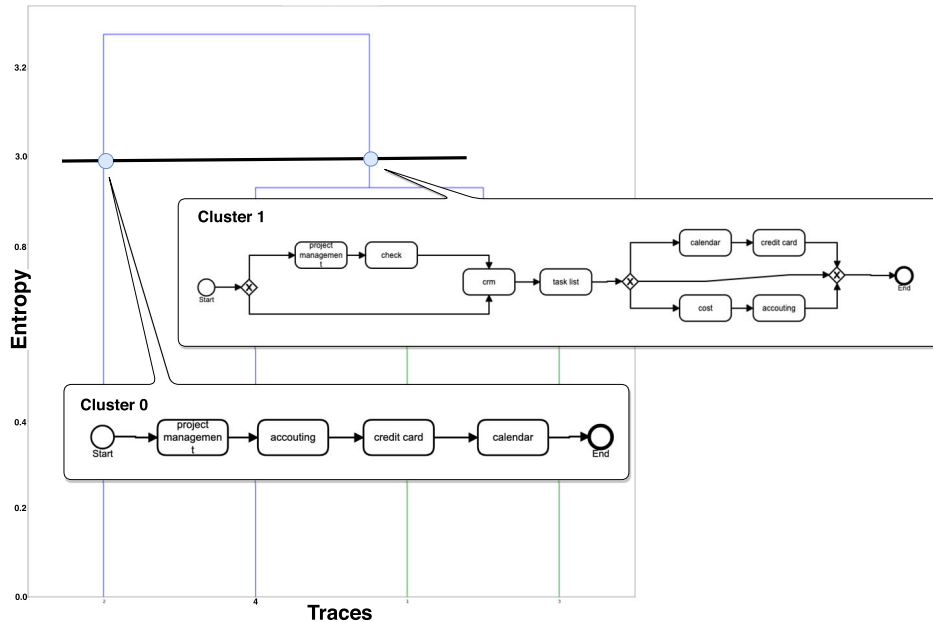 3.2
3.0
Cluster 1
project
managemen
t
check
calendar
credit card
0.8
crm
task list
Start
End
cost
accouting
Entropy
Cluster 0
0.4
project
managemen
t
accouting
credit card
calendar
Start
End
0.2
0.0
4
Traces